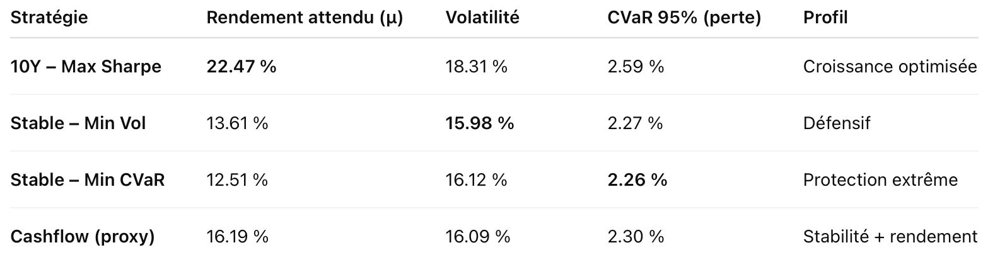 Stratégie Rendement attendu (μ) Volatilité CVaR 95% (perte) Profil
10Y – Max Sharpe 22.47 % 18.31 % 2.59 % Croissance optimisée
Stable – Min Vol 13.61 % 15.98 % 2.27 % Défensif
Stable – Min CVaR 12.51 % 16.12 % 2.26 % Protection extrême
Cashflow (proxy) 16.19 % 16.09 % 2.30 % Stabilité + rendement